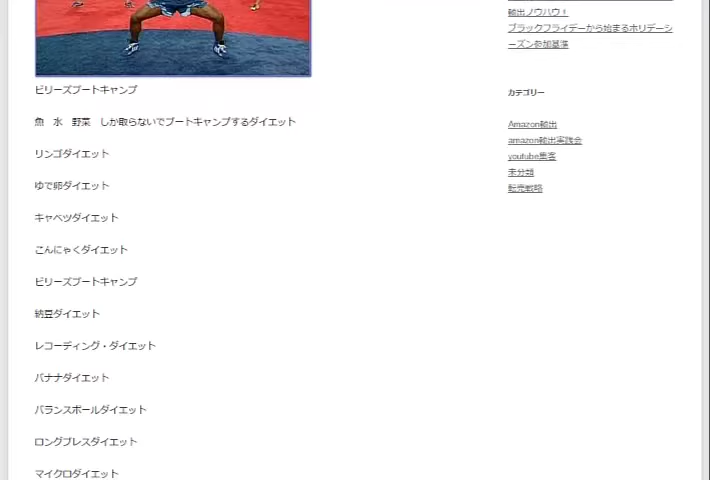 ビリーズブートキャンプ
魚　水　野菜　しか取らないでブートキャンプするダイエット
リンゴダイエット
ゆで卵ダイエット
キャベツダイエット
こんにゃくダイエット
ビリーズブートキャンプ
納豆ダイエット
レコーディング・ダイエット
バナナダイエット
バランスボールダイエット
ロングブレスダイエット
マイクロダイエット
輸出ノウハウ！
ブラックフライデーから始まるホリデーシ
ーズン参加基準
カテゴリー
Amazon輸出
amazon輸出実践会
youtube集客
未分類
転売戦略